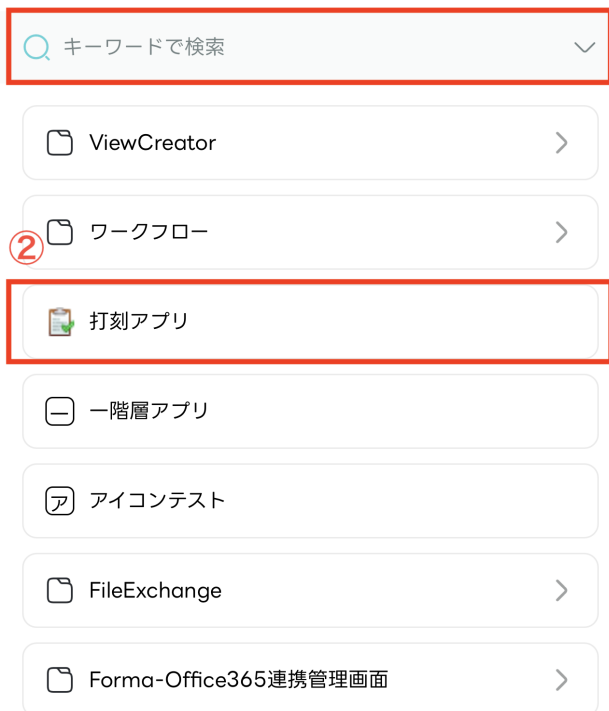 キーワードで検索
ViewCreator
ワークフロー
②
打刻アプリ
一階層アプリ
ア アイコンテスト
FileExchange
Forma-Office365連携管理画面